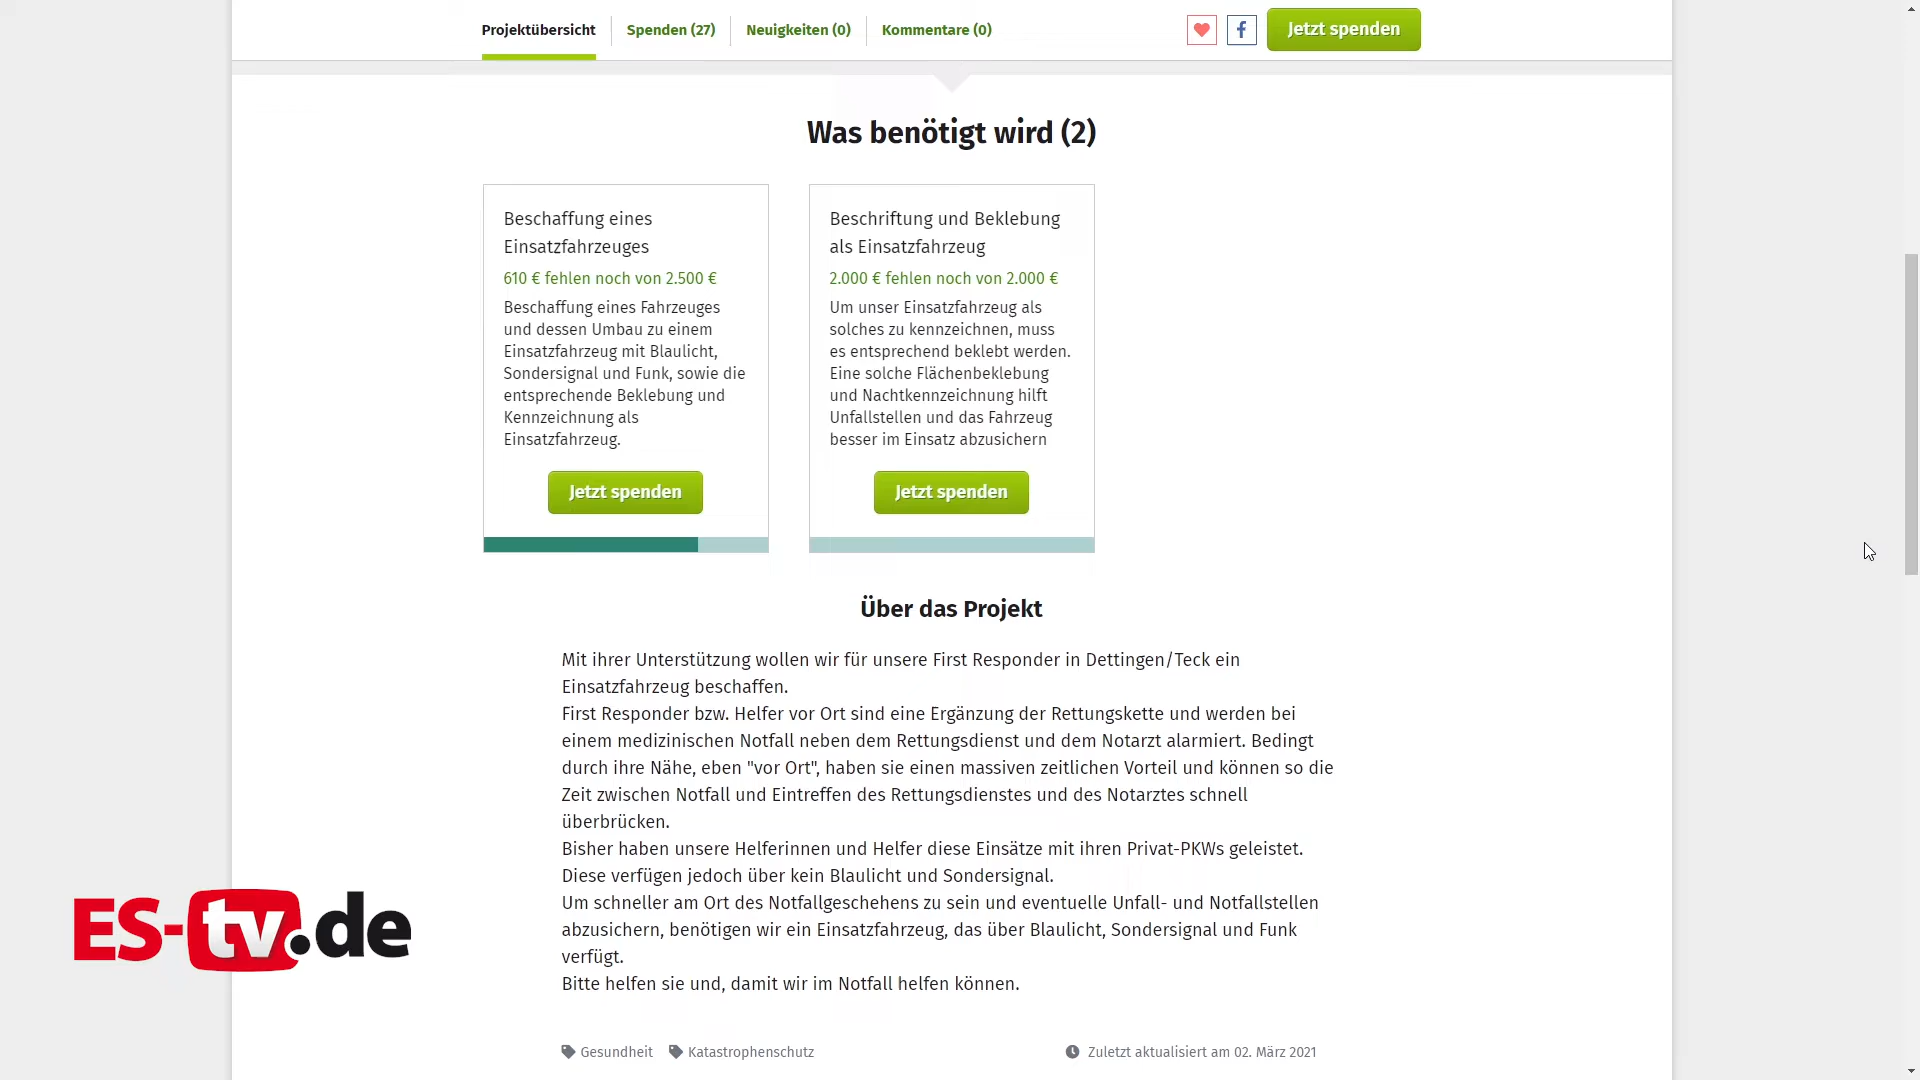 Projektübersicht
Spenden (27)
Neuigkeiten (0)
Kommentare (0)
Jetzt spenden
Was benötigt wird (2)
Beschaffung eines
Einsatzfahrzeuges
610 € fehlen noch von 2.500 €
Beschaffung eines Fahrzeuges
und dessen Umbau zu einem
Einsatzfahrzeug mit Blaulicht,
Sondersignal und Funk, sowie die
entsprechende Beklebung und
Kennzeichnung als
Einsatzfahrzeug.
Jetzt spenden
Beschriftung und Beklebung
als Einsatzfahrzeug
2.000 € fehlen noch von 2.000 €
Um unser Einsatzfahrzeug als
solches zu kennzeichnen, muss
es entsprechend beklebt werden.
Eine solche Flächenbeklebung
und Nachtkennzeichnung hilft
Unfallstellen und das Fahrzeug
besser im Einsatz abzusichern
Jetzt spenden
Über das Projekt
Mit ihrer Unterstützung wollen wir für unsere First Responder in Dettingen/Teck ein
Einsatzfahrzeug beschaffen.
First Responder bzw. Helfer vor Ort sind eine Ergänzung der Rettungskette und werden bei
einem medizinischen Notfall neben dem Rettungsdienst und dem Notarzt alarmiert. Bedingt
durch ihre Nähe, eben "vor Ort", haben sie einen massiven zeitlichen Vorteil und können so die
Zeit zwischen Notfall und Eintreffen des Rettungsdienstes und des Notarztes schnell
überbrücken.
Bisher haben unsere Helferinnen und Helfer diese Einsätze mit ihren Privat-PKWs geleistet.
Diese verfügen jedoch über kein Blaulicht und Sondersignal.
Um schneller am Ort des Notfallgeschehens zu sein und eventuelle Unfall- und Notfallstellen
abzusichern, benötigen wir ein Einsatzfahrzeug, das über Blaulicht, Sondersignal und Funk
verfügt.
Bitte helfen sie und, damit wir im Notfall helfen können.
ES-tv.de
Gesundheit
Katastrophenschutz
Zuletzt aktualisiert am 02. März 2021